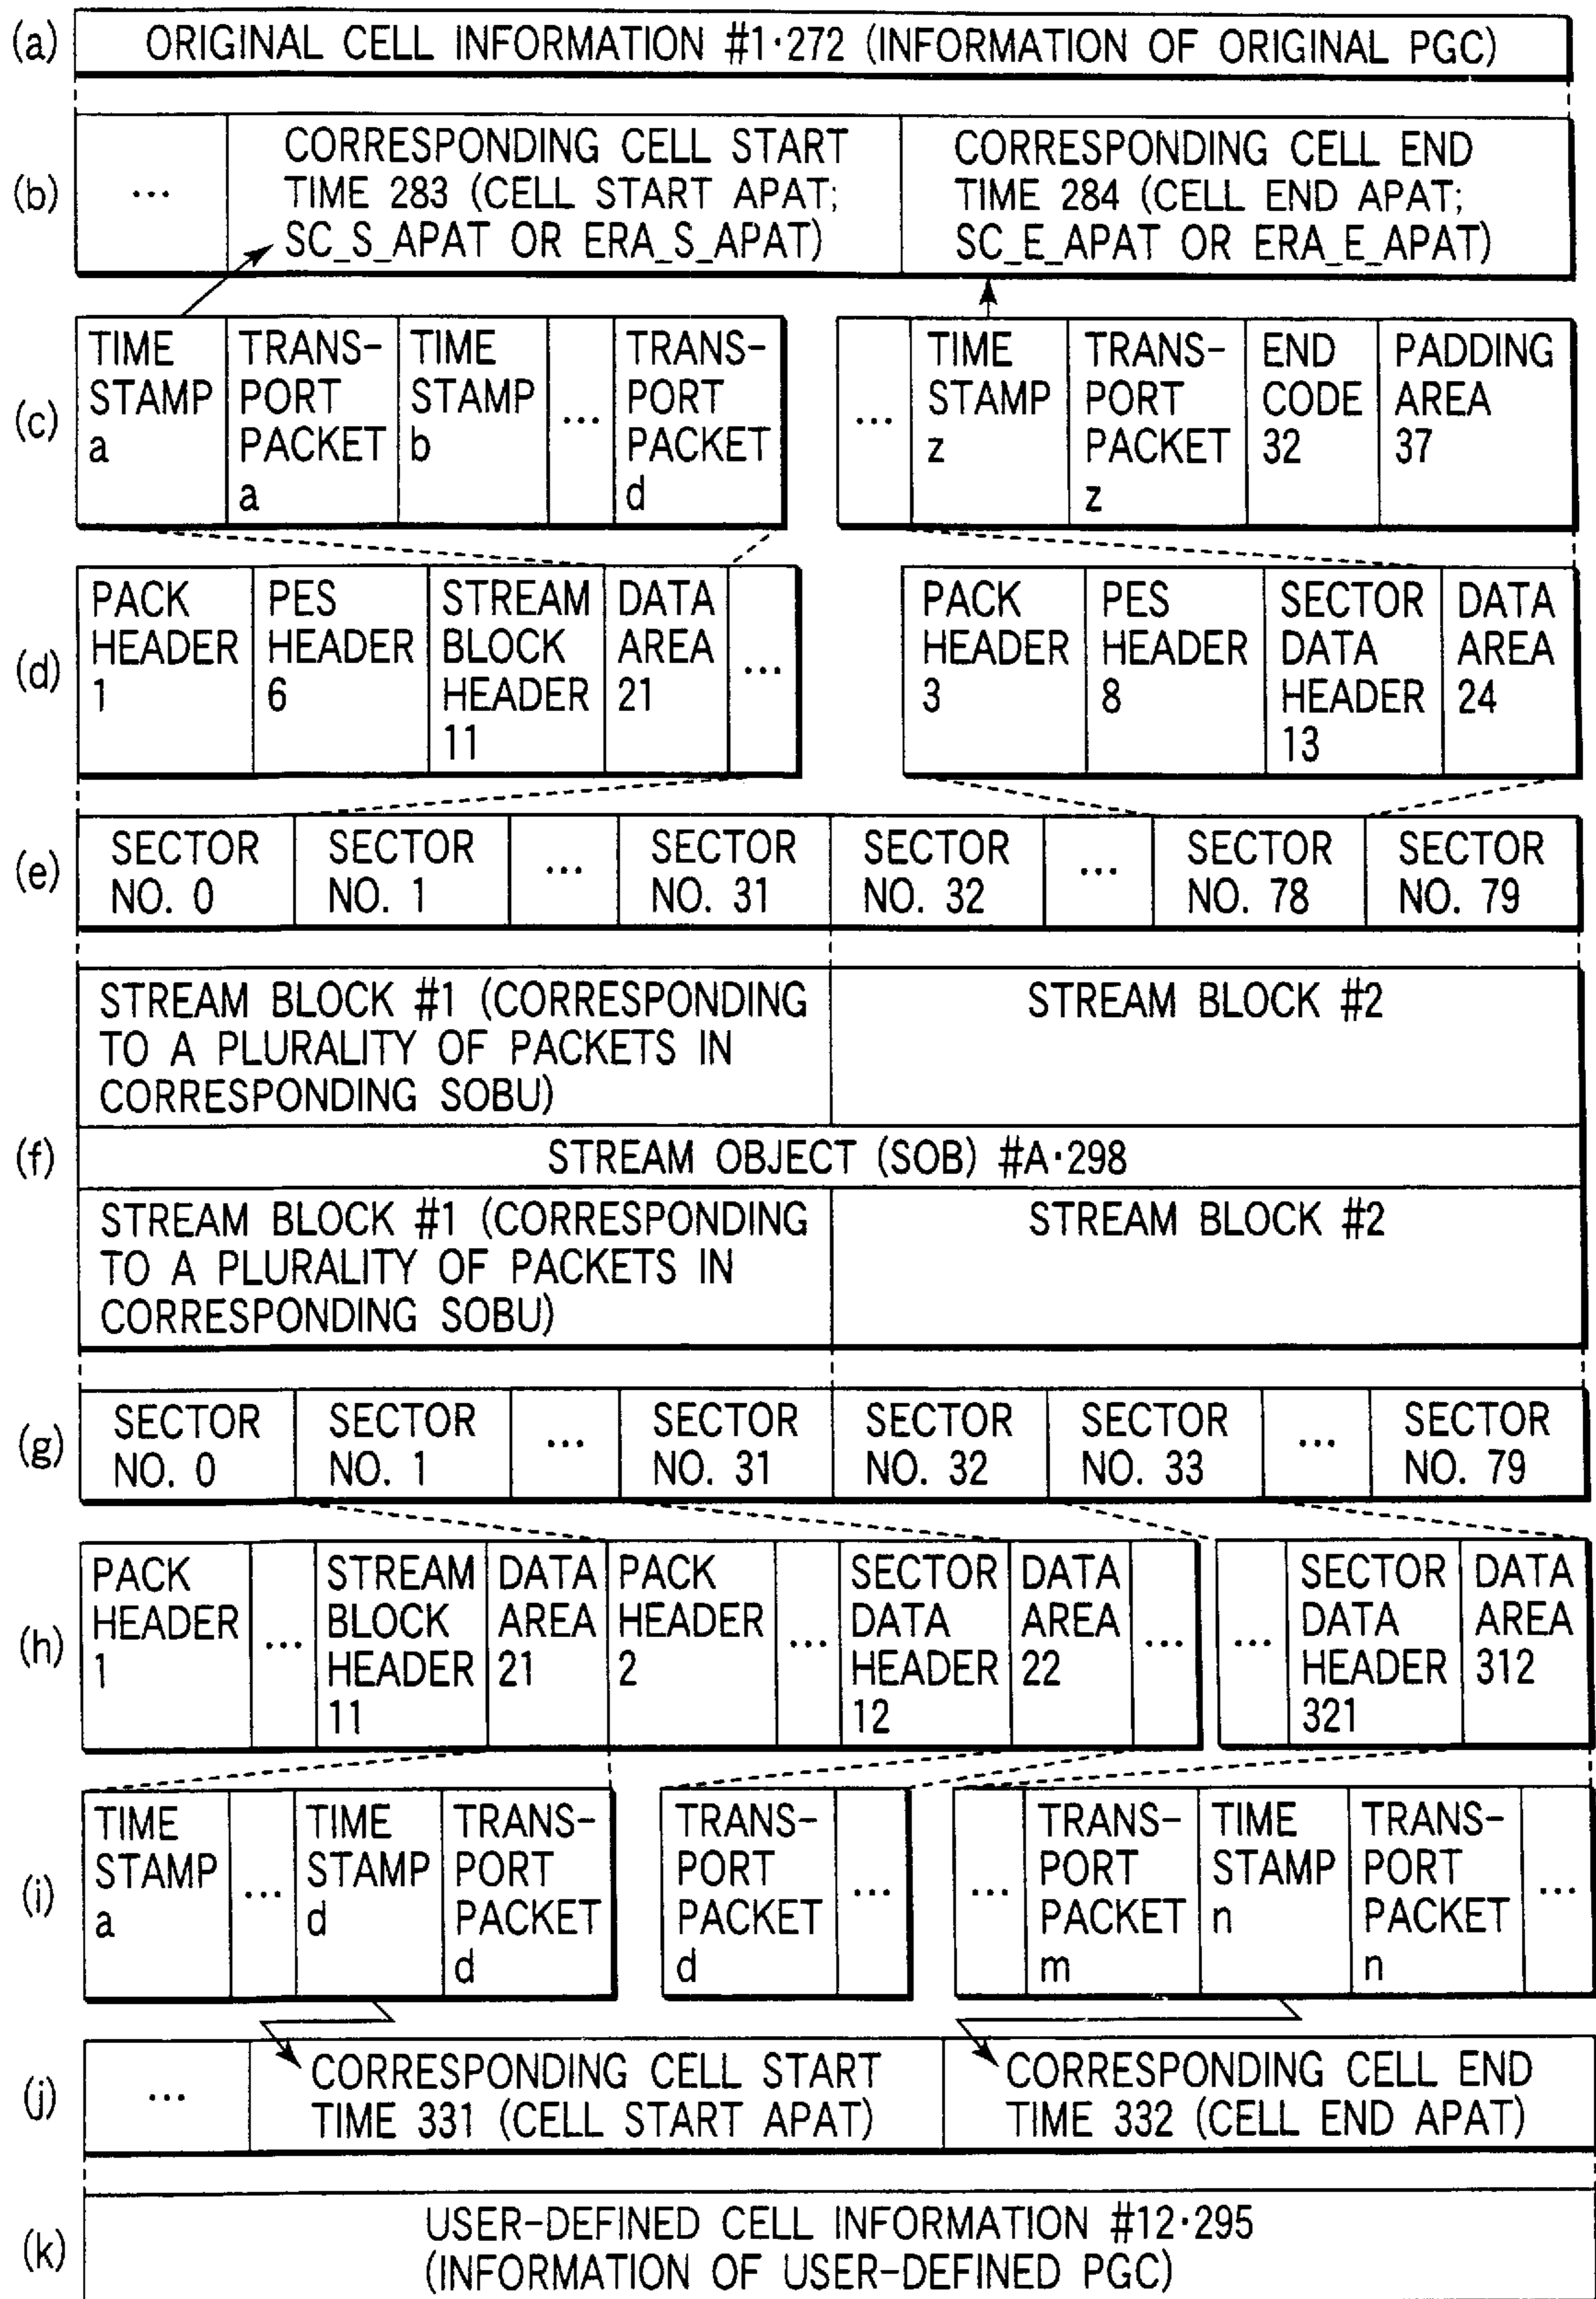 (a) ORIGINAL CELL INFORMATION #1·272 (INFORMATION OF ORIGINAL PGC)
(b) ... CORRESPONDING CELL START TIME 283 (CELL START APAT; SC_S_APAT OR ERA_S_APAT) CORRESPONDING CELL END TIME 284 (CELL END APAT; SC_E_APAT OR ERA_E_APAT)
(c) TIME STAMP a TRANS-PORT PACKET a TIME STAMP b ... TRANS-PORT PACKET d ... TIME STAMP z TRANS-PORT PACKET z END CODE 32 PADDING AREA 37
(d) PACK HEADER 1 PES HEADER 6 STREAM BLOCK HEADER 11 DATA AREA 21 ... PACK HEADER 3 PES HEADER 8 SECTOR DATA HEADER 13 DATA AREA 24
(e) SECTOR NO. 0 SECTOR NO. 1 ... SECTOR NO. 31 SECTOR NO. 32 ... SECTOR NO. 78 SECTOR NO. 79
(f) STREAM BLOCK #1 (CORRESPONDING TO A PLURALITY OF PACKETS IN CORRESPONDING SOBU) STREAM BLOCK #2
STREAM OBJECT (SOB) #A·298
STREAM BLOCK #1 (CORRESPONDING TO A PLURALITY OF PACKETS IN CORRESPONDING SOBU) STREAM BLOCK #2
(g) SECTOR NO. 0 SECTOR NO. 1 ... SECTOR NO. 31 SECTOR NO. 32 SECTOR NO. 33 ... SECTOR NO. 79
(h) PACK HEADER 1 ... STREAM BLOCK HEADER 11 DATA AREA 21 PACK HEADER 2 ... SECTOR DATA HEADER 12 DATA AREA 22 ... ... SECTOR DATA HEADER 321 DATA AREA 312
(i) TIME STAMP a ... TIME STAMP d TRANS-PORT PACKET d TRANS-PORT PACKET d ... ... TRANS-PORT PACKET m TIME STAMP n TRANS-PORT PACKET n ...
(j) ... CORRESPONDING CELL START TIME 331 (CELL START APAT) CORRESPONDING CELL END TIME 332 (CELL END APAT)
(k) USER-DEFINED CELL INFORMATION #12·295
(INFORMATION OF USER-DEFINED PGC)